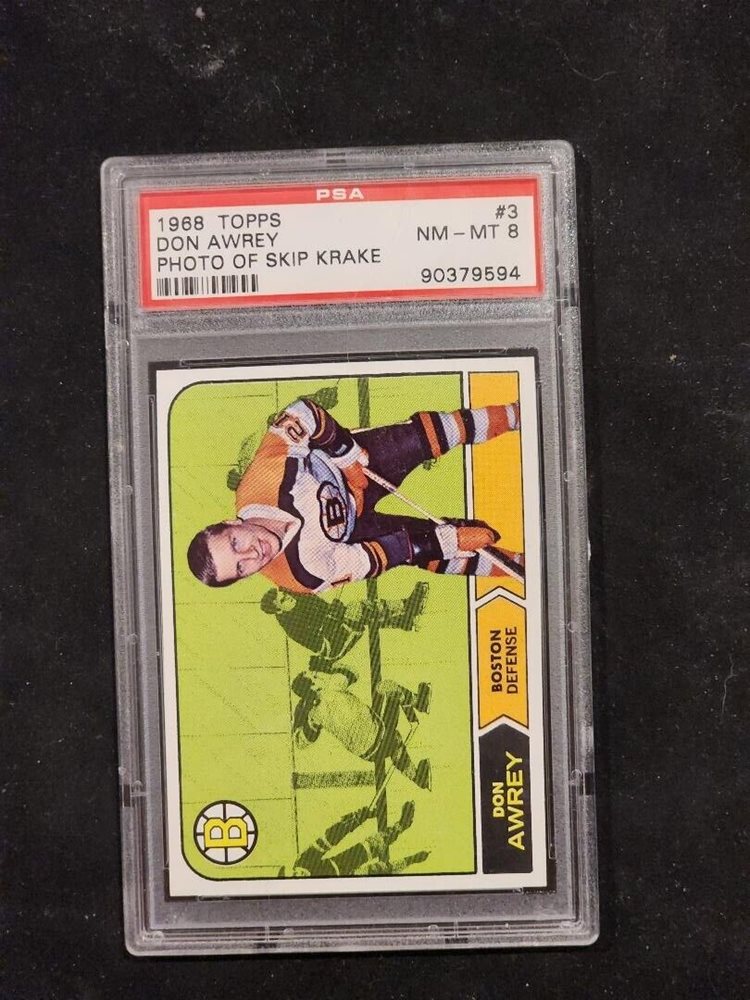 PSA
1968 TOPPS #3
DON AWREY NM - MT 8
PHOTO OF SKIP KRAKE
90379594
B
BOSTON
DEFENSE
DON
AWREY
B